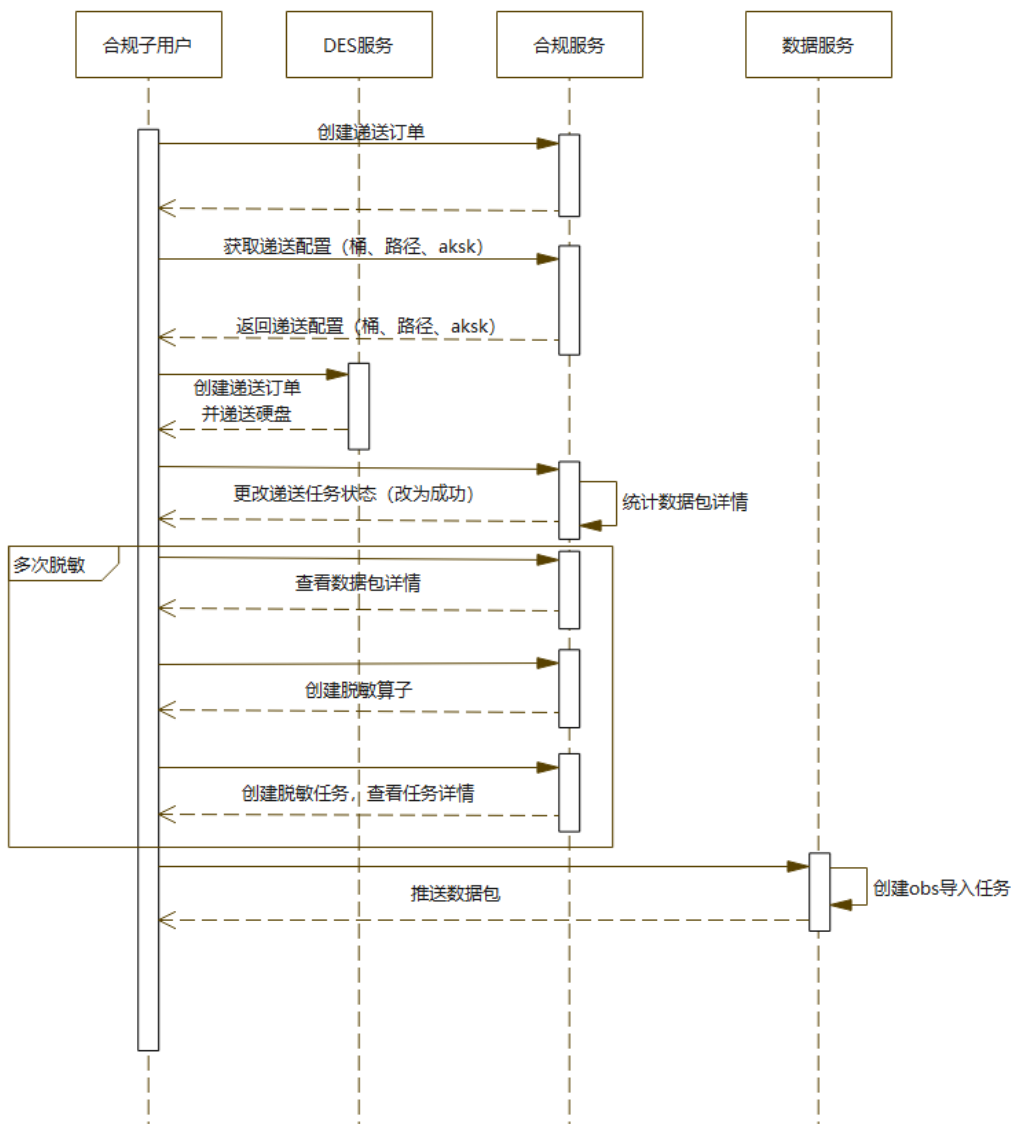 合规子用户
DES服务
合规服务
数据服务
创建递送订单
获取递送配置（桶、路径、aksk）
返回递送配置（桶、路径、aksk）
创建递送订单
并递送硬盘
更改递送任务状态（改为成功）
统计数据包详情
多次脱敏
查看数据包详情
创建脱敏算子
创建脱敏任务，查看任务详情
创建obs导入任务
推送数据包